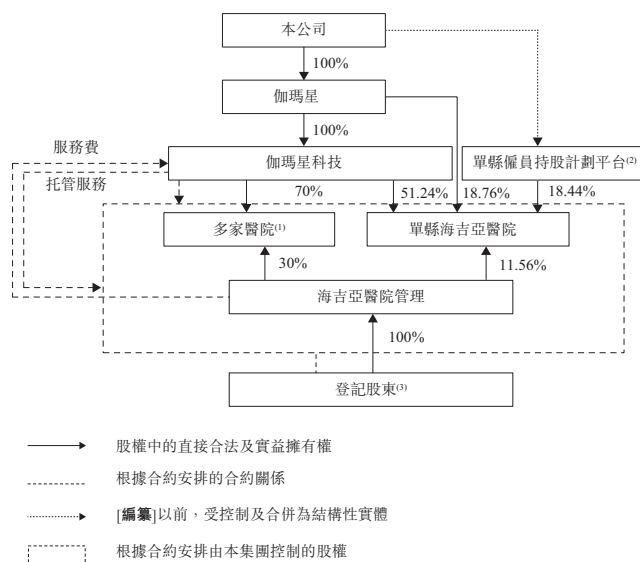 本公司
100%
伽瑪星
100%
服務費
伽瑪星科技
單縣僱員持股計劃平台(2)
托管服務
70%
51.24%
18.76%
18.44%
多家醫院(1)
單縣海吉亞醫院
30%
11.56%
海吉亞醫院管理
100%
登記股東(3)
股權中的直接合法及實益擁有權
根據合約安排的合約關係
[編纂]以前，受控制及合併為結構性實體
根據合約安排由本集團控制的股權